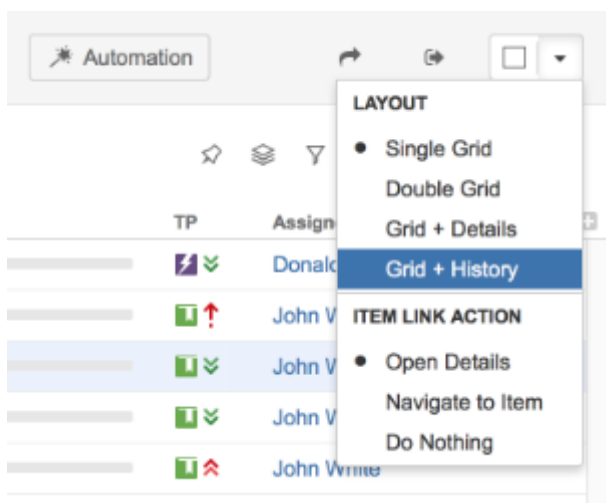 Automation
LAYOUT
Single Grid
Double Grid
Grid + Details
Grid + History
ITEM LINK ACTION
Open Details
Navigate to Item
Do Nothing
TP
John White